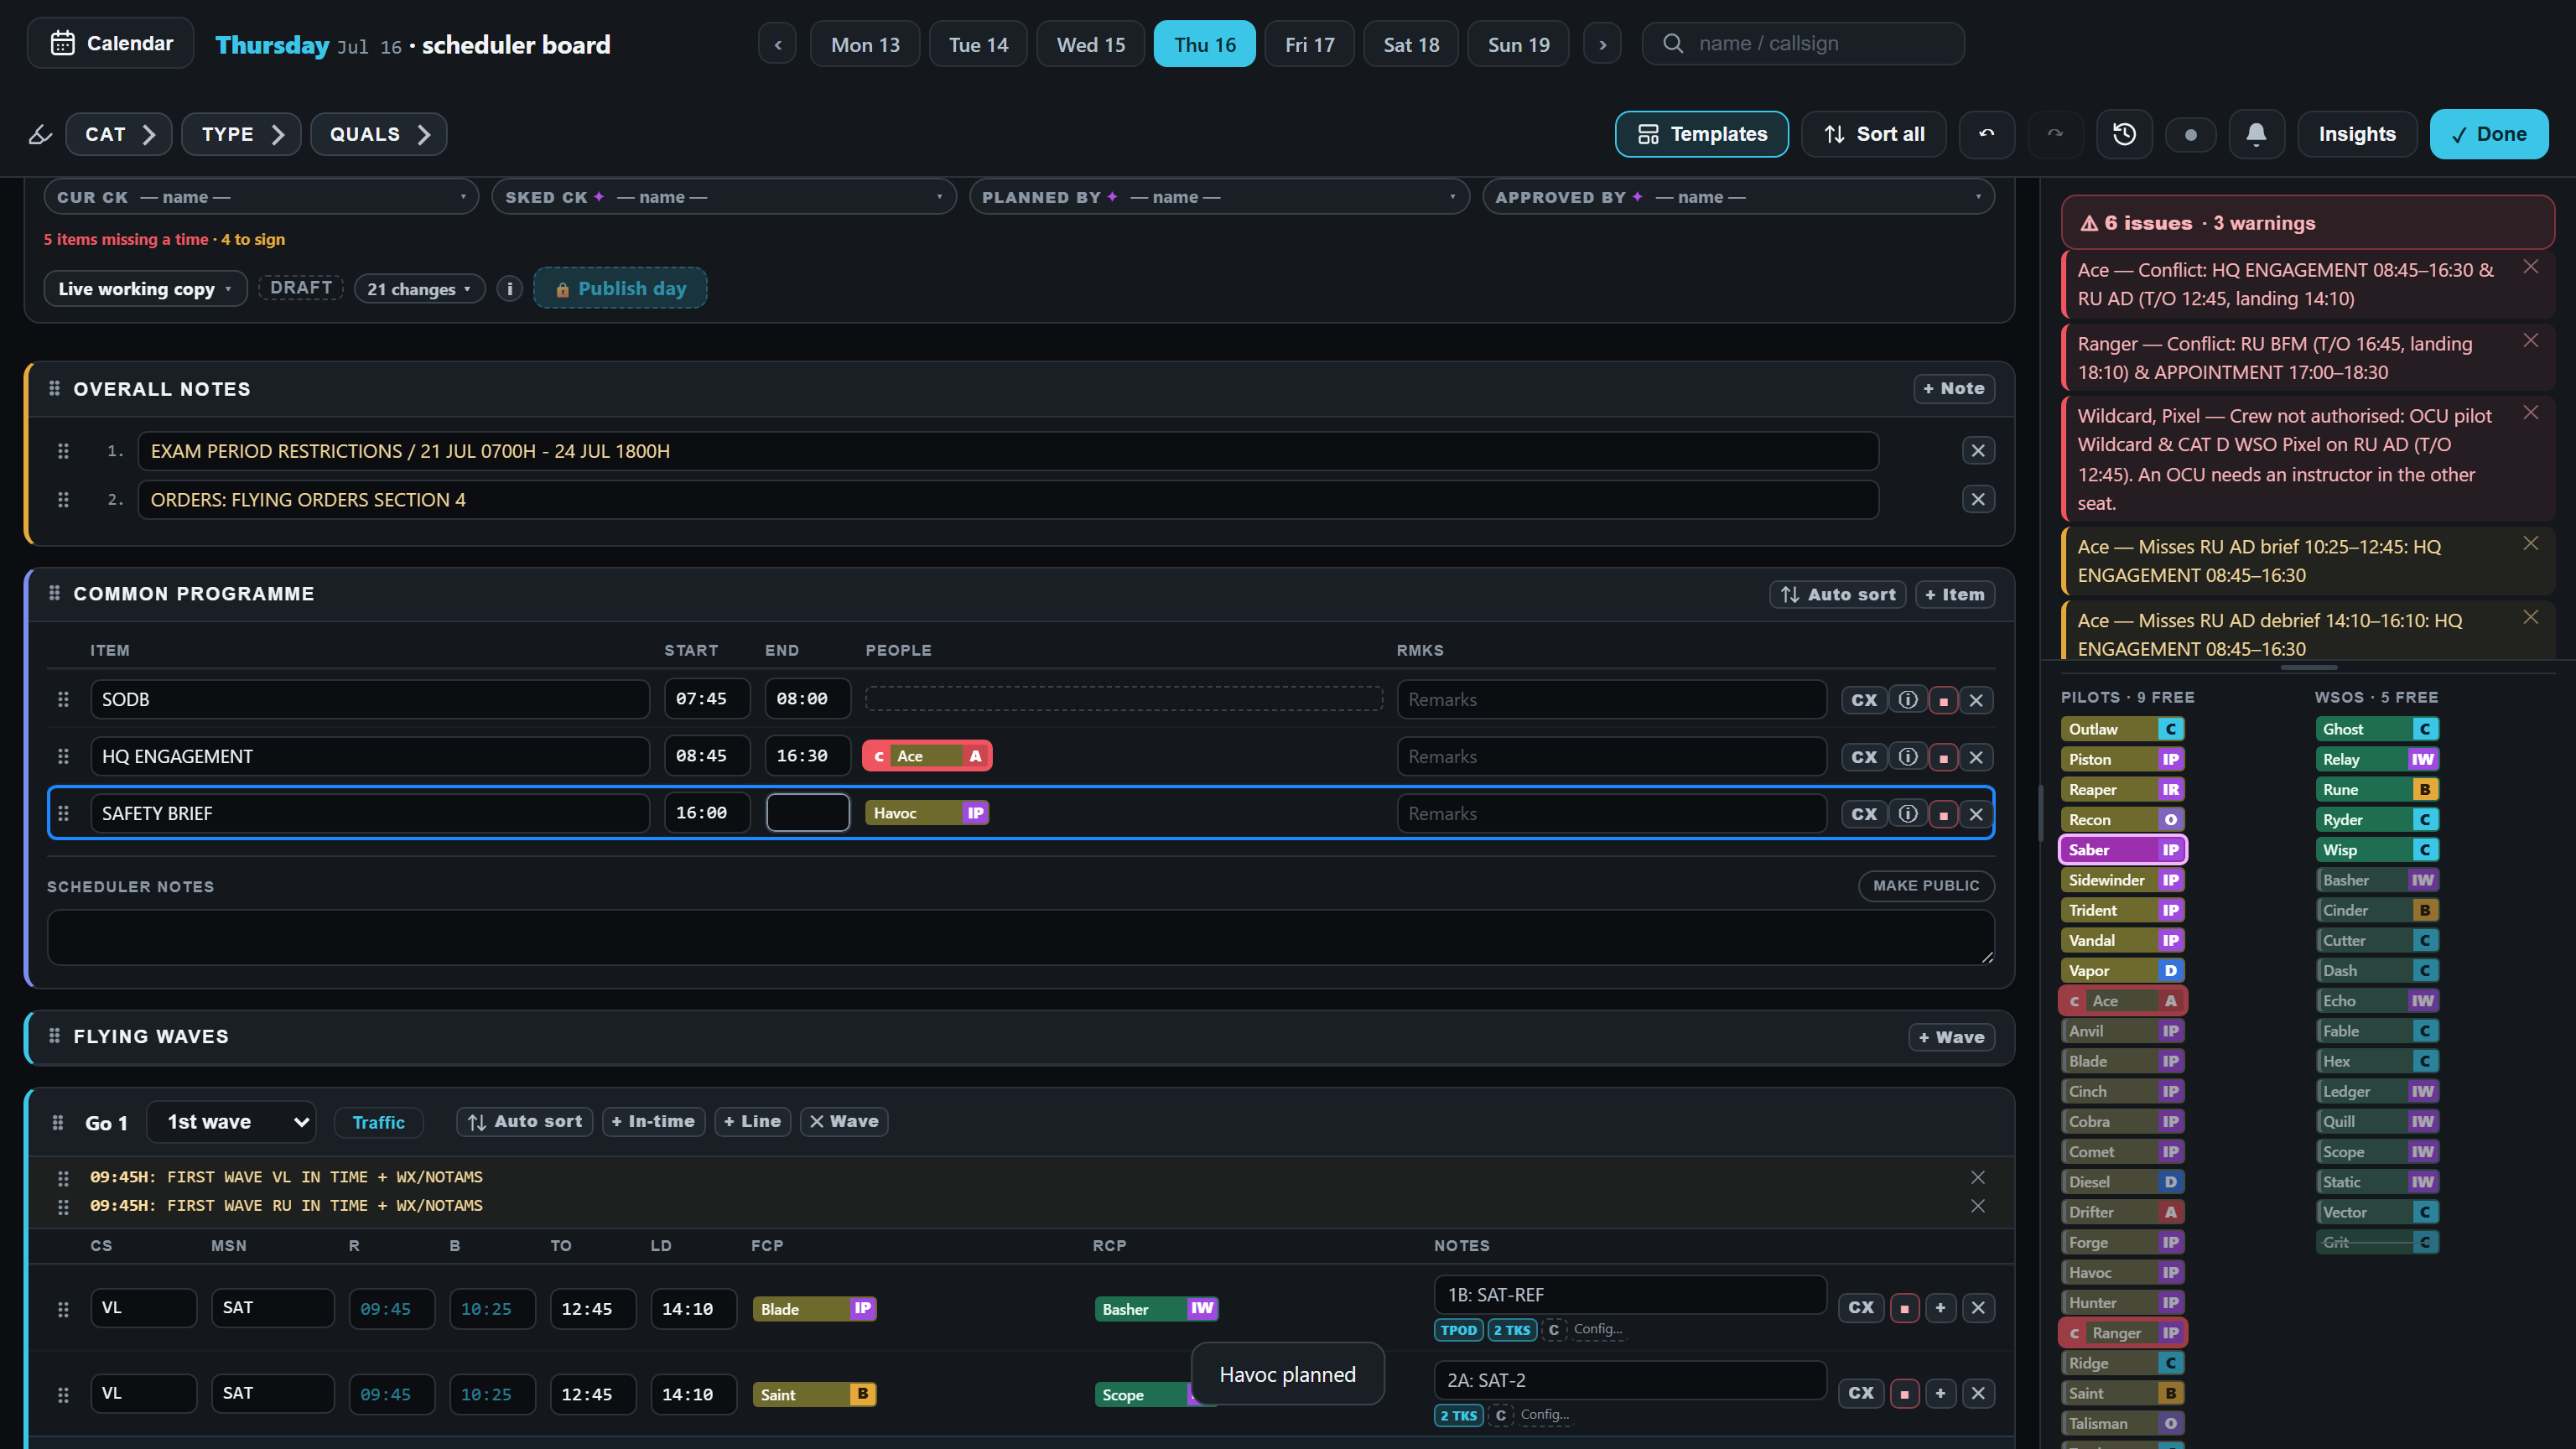 Calendar
Thursday Jul 16 · scheduler board
‹ Mon 13 Tue 14 Wed 15 Thu 16 Fri 17 Sat 18 Sun 19 ›
name / callsign
CAT TYPE QUALS
Templates Sort all Insights ✓ Done
CUR CK — name —
SKED CK ✦ — name —
PLANNED BY ✦ — name —
APPROVED BY ✦ — name —
5 items missing a time · 4 to sign
Live working copy DRAFT 21 changes i Publish day
OVERALL NOTES + Note
1. EXAM PERIOD RESTRICTIONS / 21 JUL 0700H - 24 JUL 1800H
2. ORDERS: FLYING ORDERS SECTION 4
COMMON PROGRAMME Auto sort + Item
ITEM START END PEOPLE RMKS
SODB 07:45 08:00 Remarks CX
HQ ENGAGEMENT 08:45 16:30 C Ace A Remarks CX
SAFETY BRIEF 16:00 Havoc IP Remarks CX
SCHEDULER NOTES MAKE PUBLIC
FLYING WAVES + Wave
Go 1 1st wave Traffic Auto sort + In-time + Line ✕ Wave
09:45H: FIRST WAVE VL IN TIME + WX/NOTAMS
09:45H: FIRST WAVE RU IN TIME + WX/NOTAMS
CS MSN R B TO LD FCP RCP NOTES
VL SAT 09:45 10:25 12:45 14:10 Blade IP Basher IW 1B: SAT-REF CX
TPOD 2 TKS C Config...
VL SAT 09:45 10:25 12:45 14:10 Saint B Scope 2A: SAT-2 CX
2 TKS C Config...
Havoc planned
⚠ 6 issues · 3 warnings
Ace — Conflict: HQ ENGAGEMENT 08:45–16:30 &
RU AD (T/O 12:45, landing 14:10)
Ranger — Conflict: RU BFM (T/O 16:45, landing
18:10) & APPOINTMENT 17:00–18:30
Wildcard, Pixel — Crew not authorised: OCU pilot
Wildcard & CAT D WSO Pixel on RU AD (T/O
12:45). An OCU needs an instructor in the other
seat.
Ace — Misses RU AD brief 10:25–12:45: HQ
ENGAGEMENT 08:45–16:30
Ace — Misses RU AD debrief 14:10–16:10: HQ
ENGAGEMENT 08:45–16:30
PILOTS · 9 FREE
Outlaw C
Piston IP
Reaper IR
Recon O
Saber IP
Sidewinder IP
Trident IP
Vandal IP
Vapor D
C Ace A
Anvil IP
Blade IP
Cinch IP
Cobra IP
Comet IP
Diesel D
Drifter A
Forge IP
Havoc IP
Hunter IP
C Ranger IP
Ridge C
Saint B
Talisman O
WSOS · 5 FREE
Ghost C
Relay IW
Rune B
Ryder C
Wisp C
Basher IW
Cinder B
Cutter C
Dash C
Echo IW
Fable C
Hex C
Ledger IW
Quill IW
Scope IW
Static IW
Vector C
Grit C